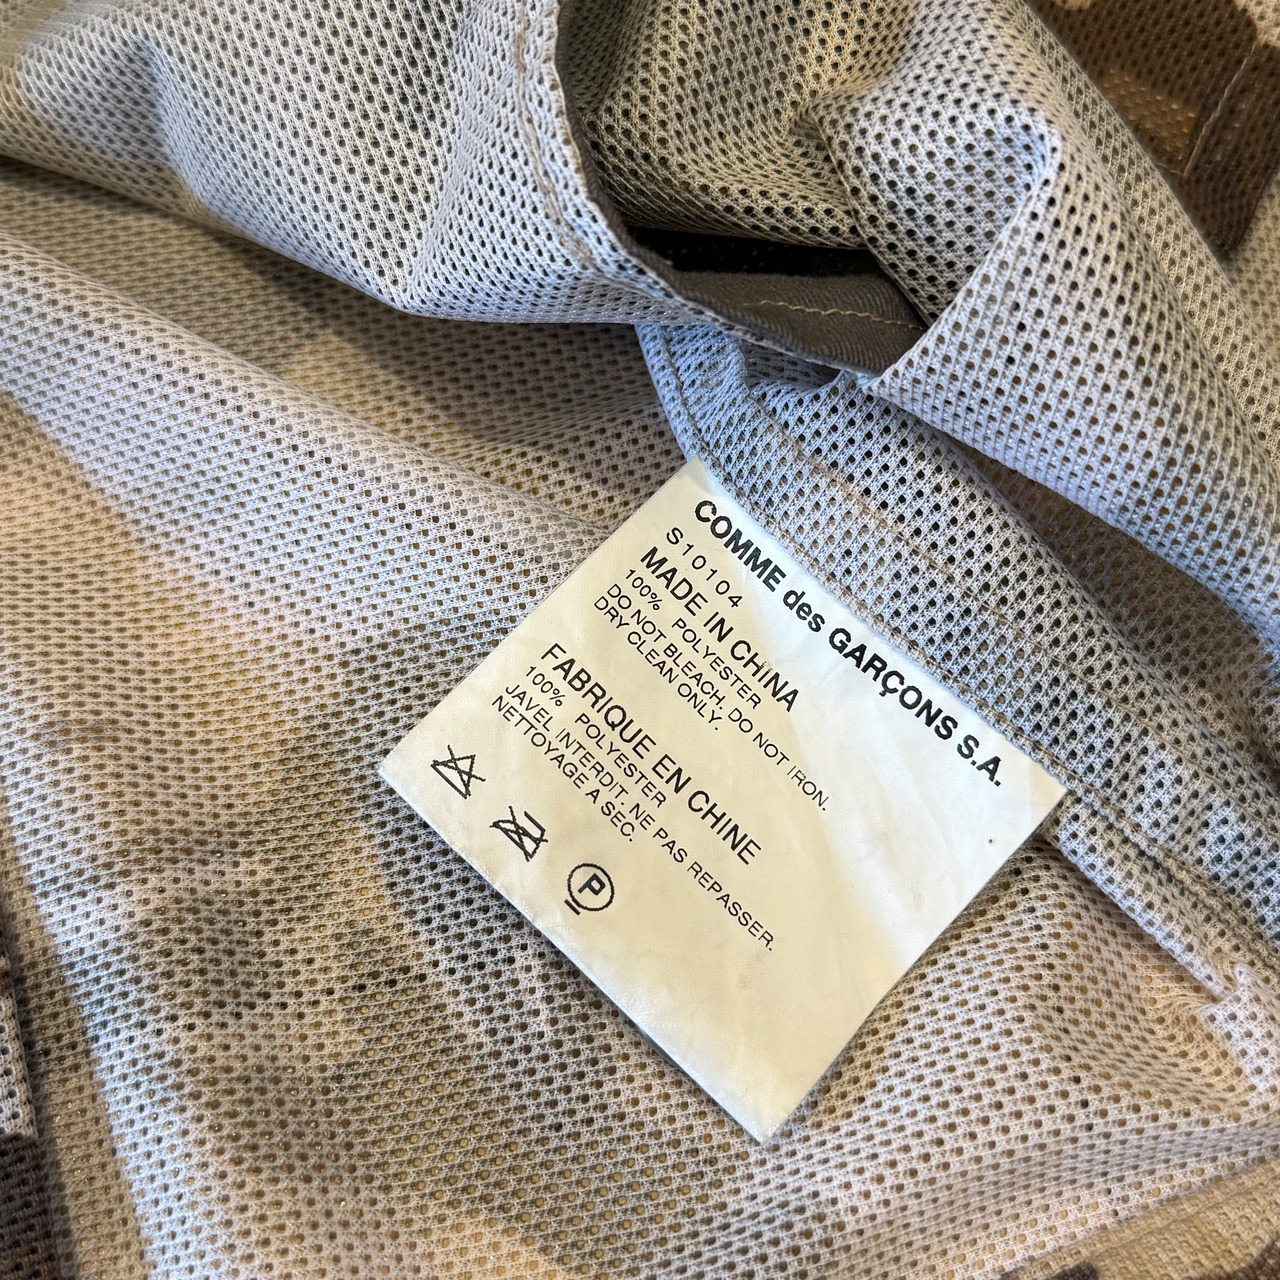 COMME des GARÇONS S.A.
S10104
MADE IN CHINA
100% POLYESTER
DO NOT BLEACH, DO NOT IRON.
DRY CLEAN ONLY.
FABRIQUE EN CHINE
100% POLYESTER
JAVEL INTERDIT. NE PAS REPASSER.
NETTOYAGE A SEC.
P